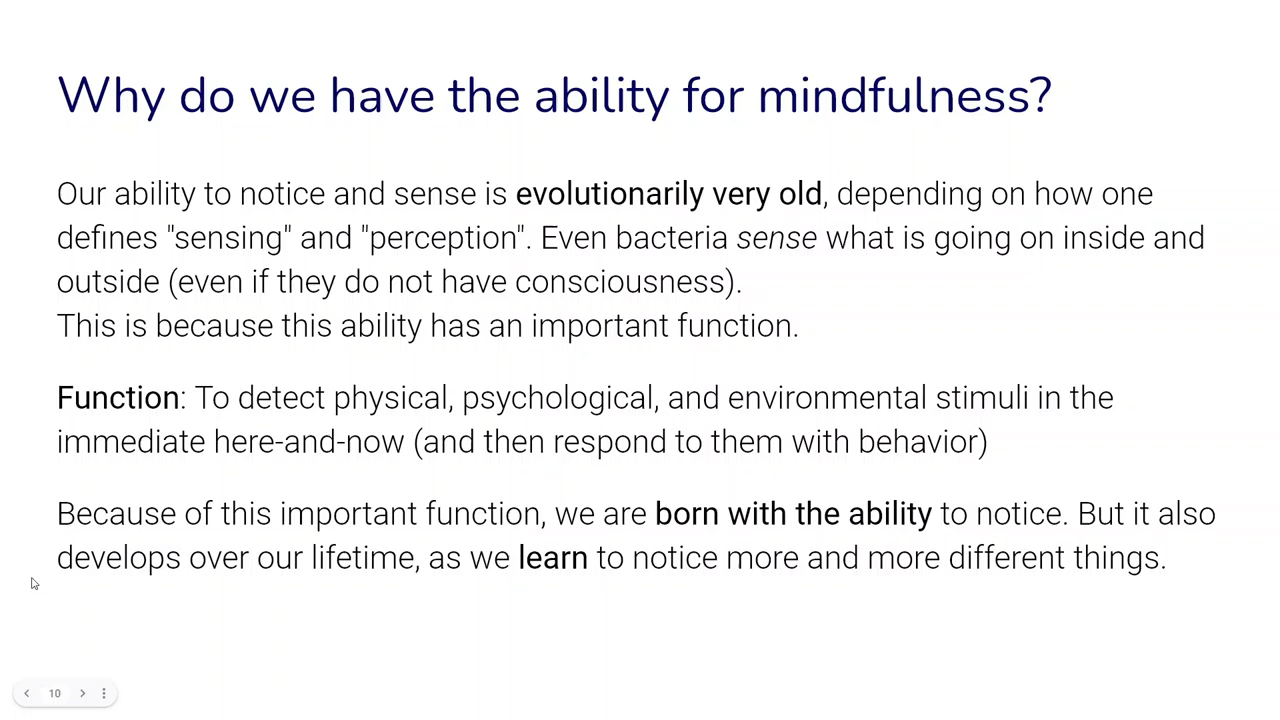 Why do we have the ability for mindfulness?
Our ability to notice and sense is evolutionarily very old, depending on how one
defines "sensing" and "perception". Even bacteria sense what is going on inside and
outside (even if they do not have consciousness).
This is because this ability has an important function.
Function: To detect physical, psychological, and environmental stimuli in the
immediate here-and-now (and then respond to them with behavior)
Because of this important function, we are born with the ability to notice. But it also
develops over our lifetime, as we learn to notice more and more different things.
10